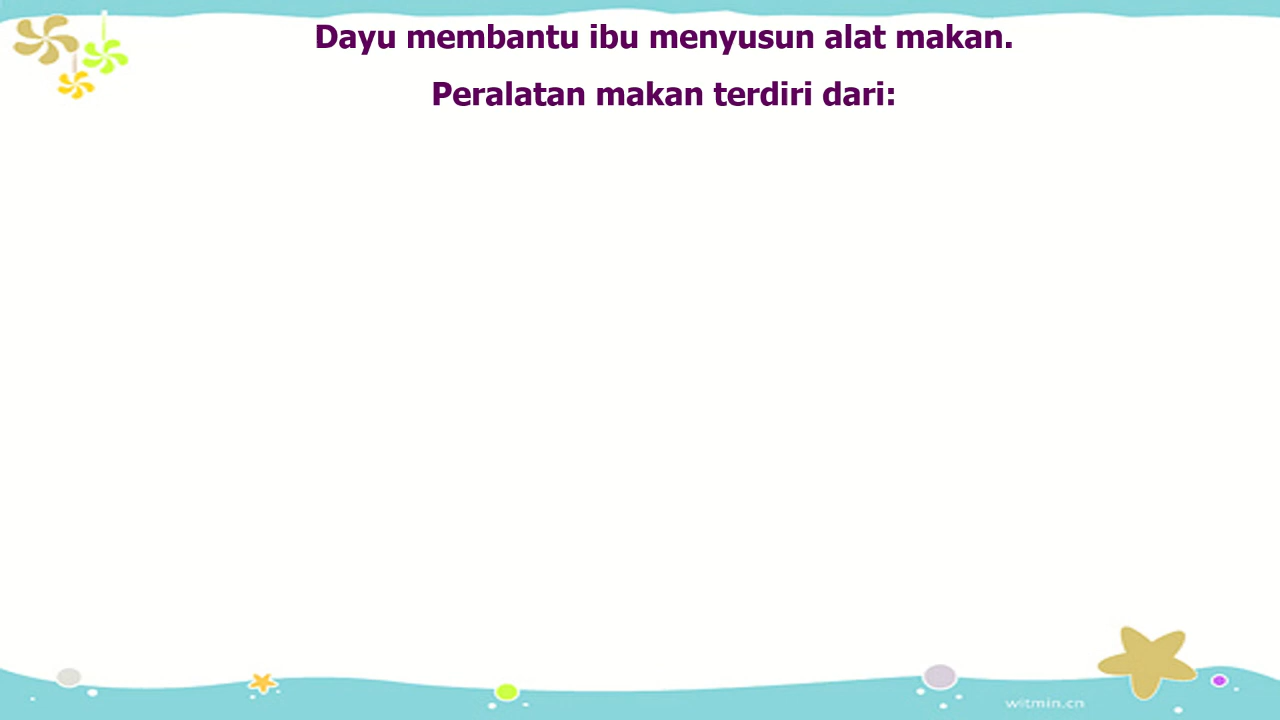 Dayu membantu ibu menyusun alat makan.
Peralatan makan terdiri dari:
witmin.cn